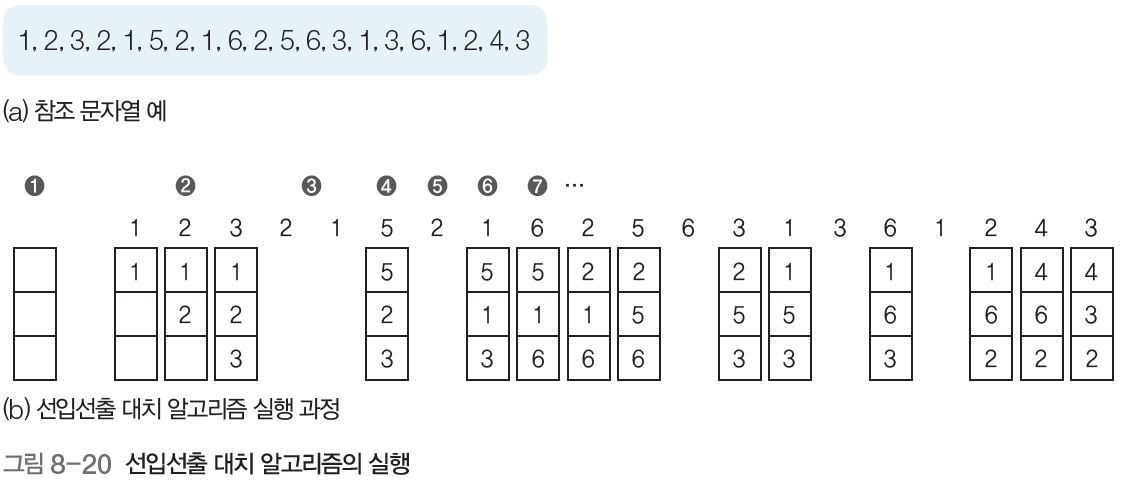 1, 2, 3, 2, 1, 5, 2, 1, 6, 2, 5, 6, 3, 1, 3, 6, 1, 2, 4, 3
(a) 참조 문자열 예
❶ ❷ ❸ ❹ ❺ ❻ ❼ ···
1 2 3 2 1 5 2 1 6 2 5 6 3 1 3 6 1 2 4 3
1 1 1 5 5 5 2 2 2 1 1 1 4 4
2 2 2 1 1 1 5 5 5 6 6 6 3
3 3 3 6 6 6 3 3 3 2 2 2
(b) 선입선출 대치 알고리즘 실행 과정
그림 8-20 선입선출 대치 알고리즘의 실행